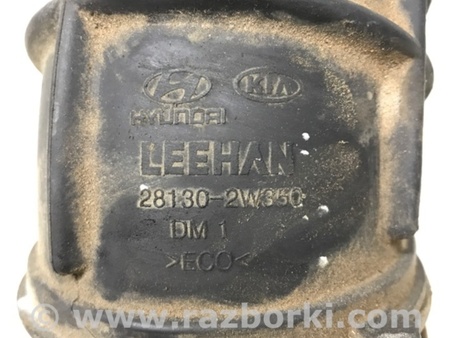 KIA
HYUNDAI
LEEHAN
28130-2W350
DM 1
>ECO<
© - www.razborki.com